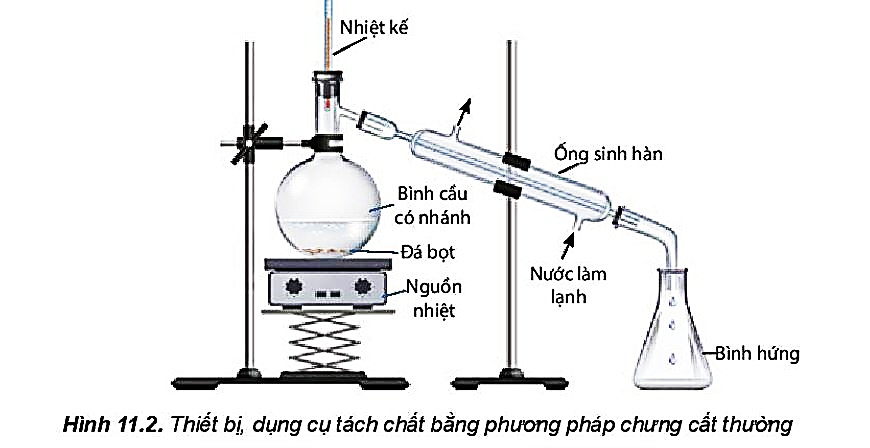 Nhiệt kế
Ống sinh hàn
Bình cầu
có nhánh
Đá bọt
Nguồn
nhiệt
Nước làm
lạnh
Bình hứng
Hình 11.2. Thiết bị, dụng cụ tách chất bằng phương pháp chưng cất thường